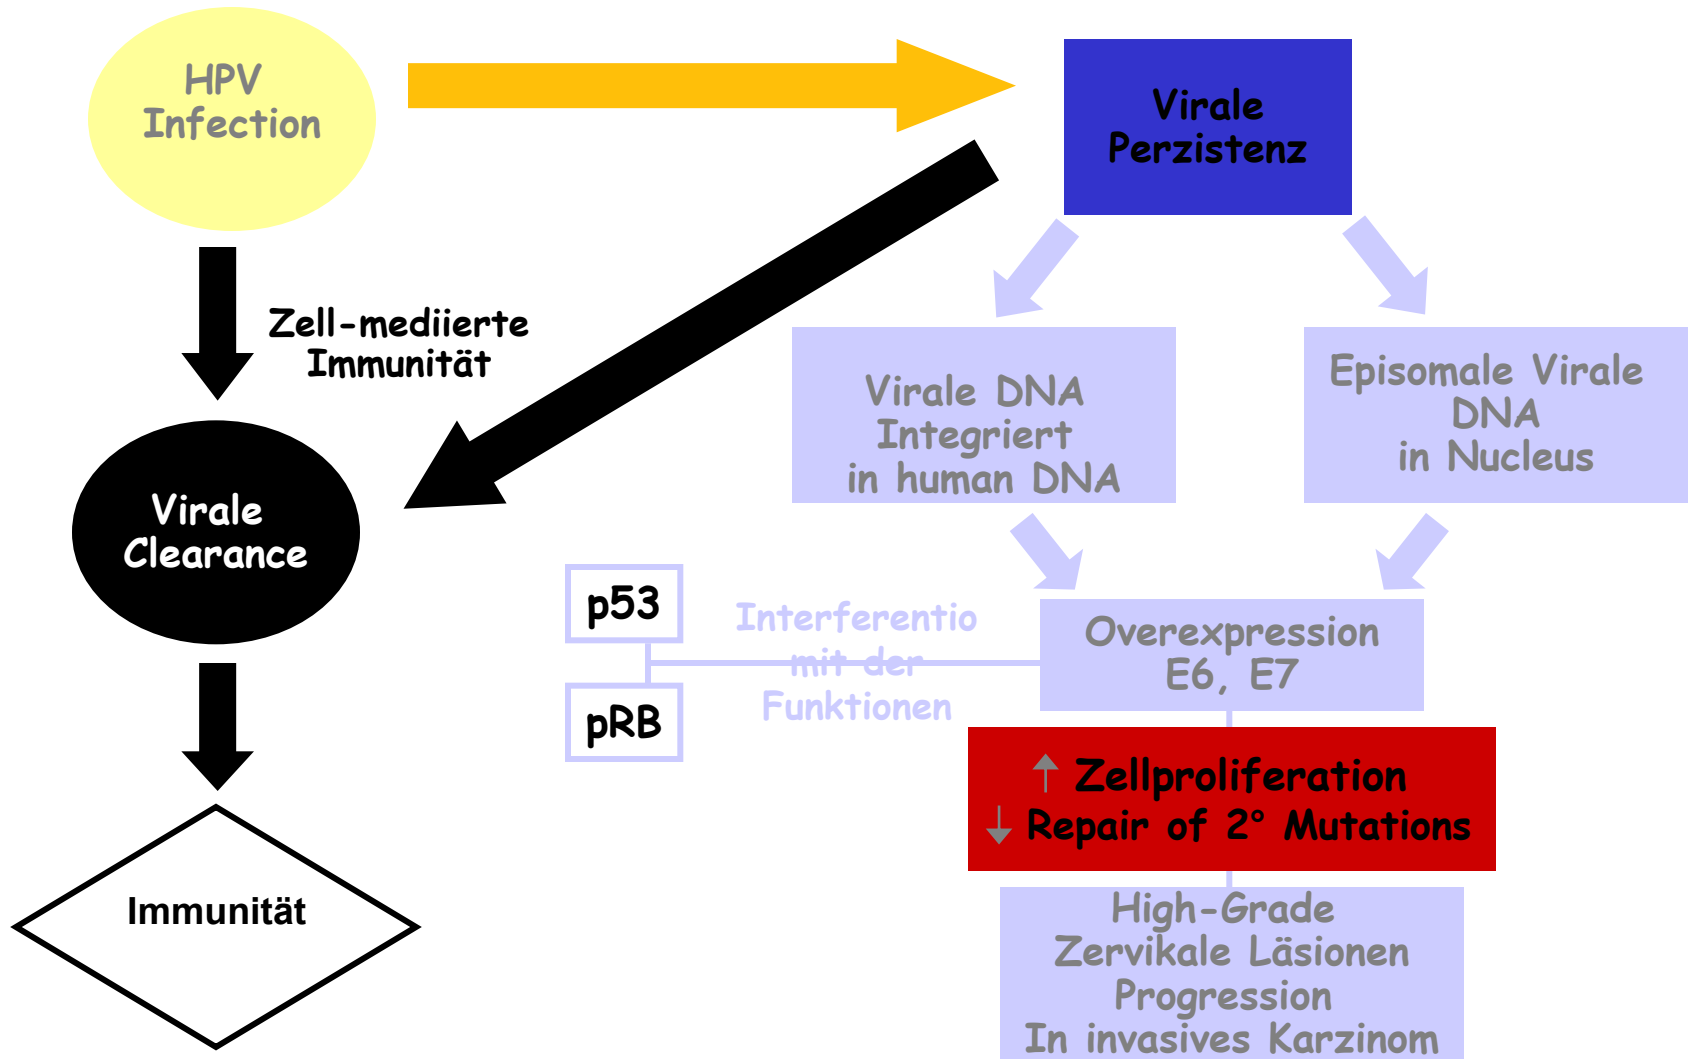 HPV
Infection
Virale
Perzistenz
Zell-mediierte
Immunität
Virale DNA
Integriert
in human DNA
Episomale Virale
DNA
in Nucleus
Virale
Clearance
p53
pRB
Interferentio
mit der
Funktionen
Overexpression
E6, E7
↑ Zellproliferation
↓ Repair of 2° Mutations
Immunität
High-Grade
Zervikale Läsionen
Progression
In invasives Karzinom